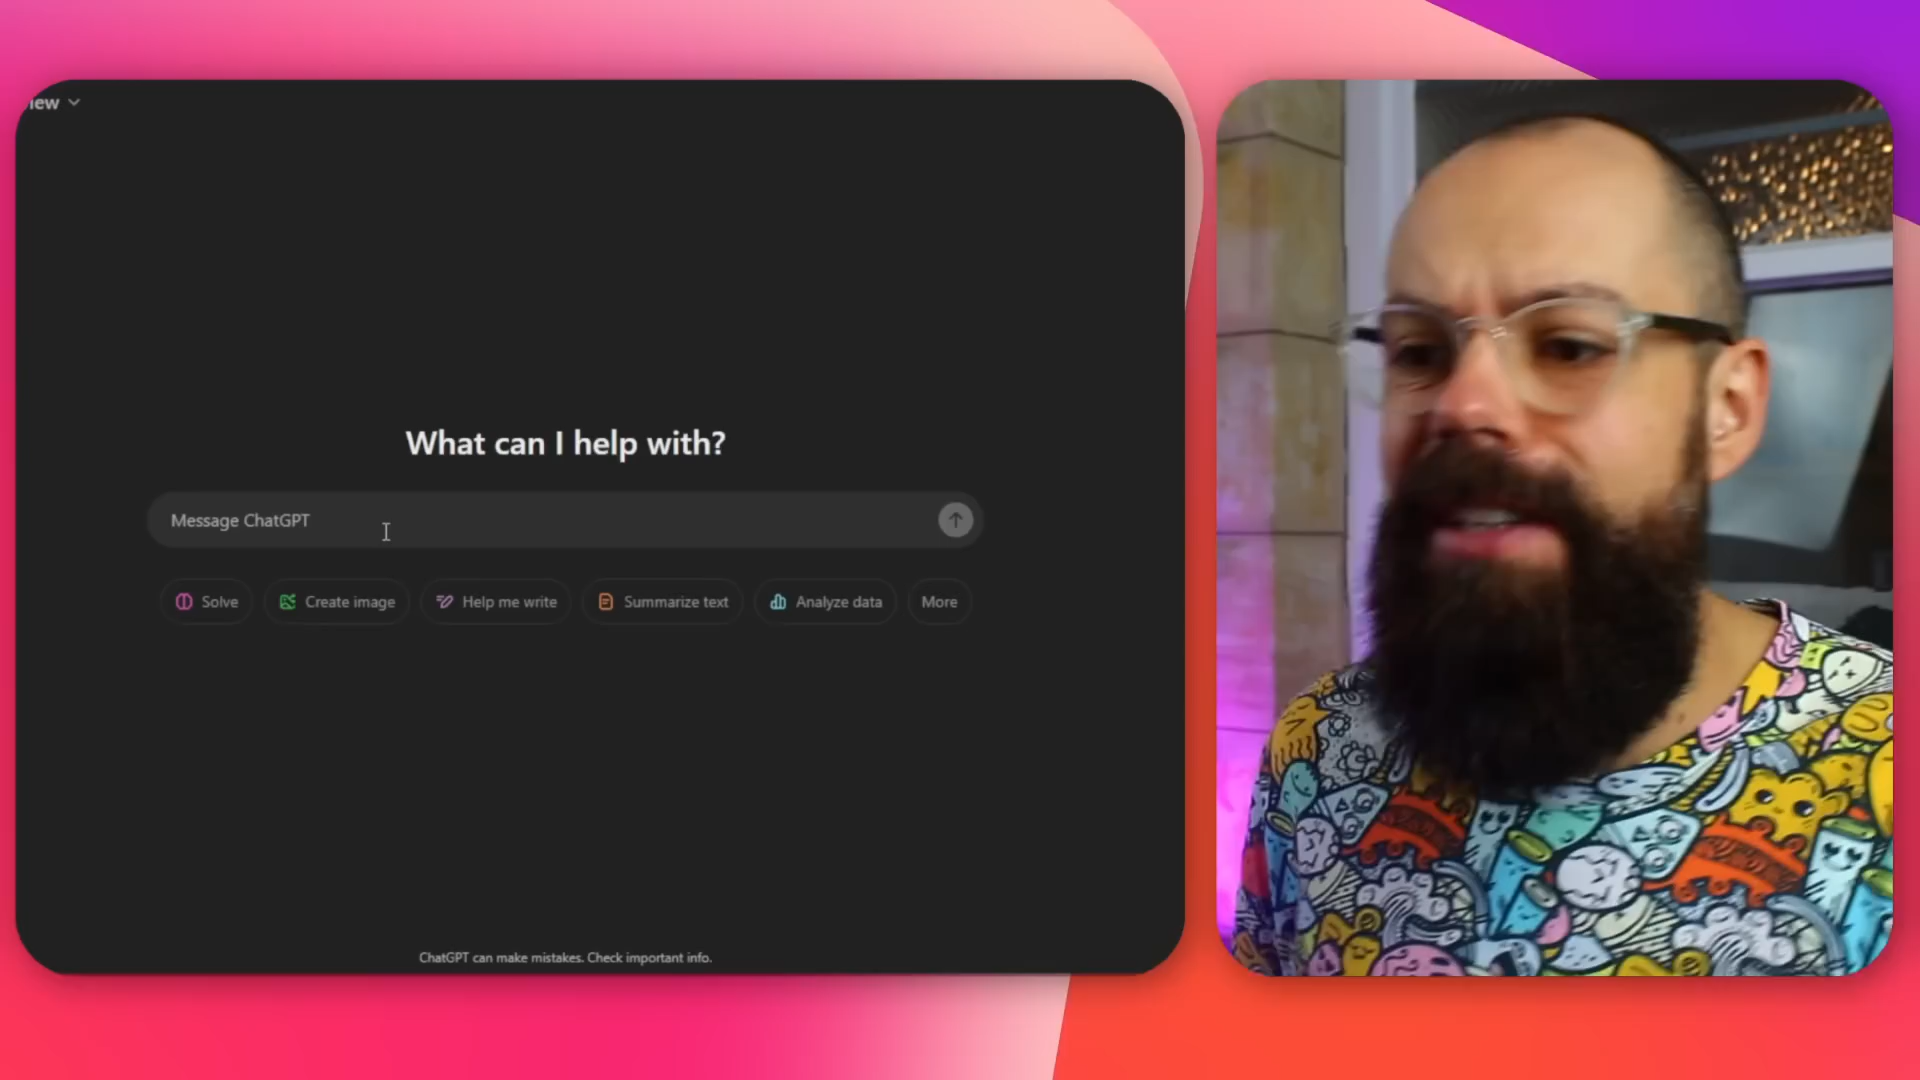 What can I help with?
Message ChatGPT
Solve
Create image
Help me write
Summarize text
Analyze data
More
ChatGPT can make mistakes. Check important info.